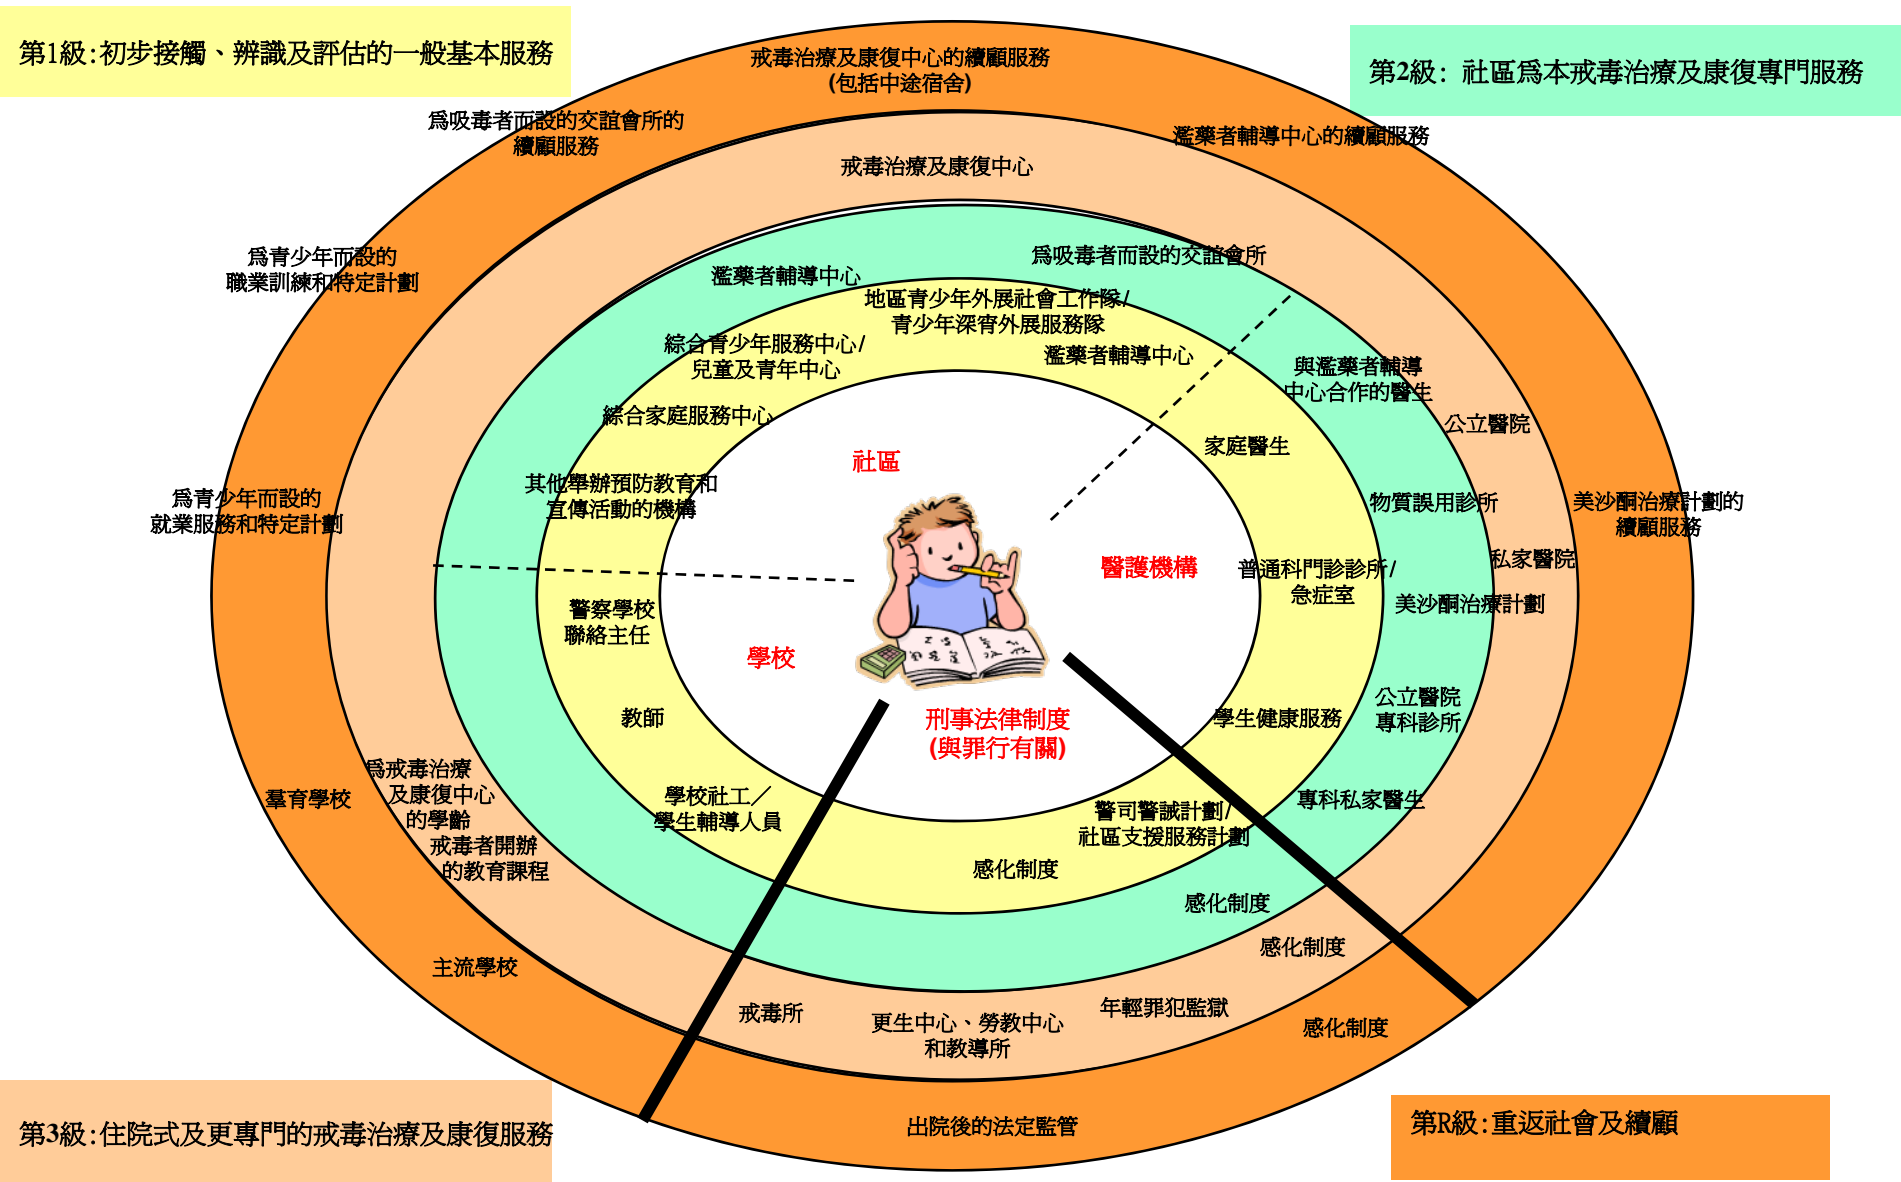 第1級:初步接觸、辨識及評估的一般基本服務
第2級: 社區爲本戒毒治療及康復專門服務
戒毒治療及康復中心的續顧服務
(包括中途宿舍)
爲吸毒者而設的交誼會所的
續顧服務
濫藥者輔導中心的續顧服務
戒毒治療及康復中心
爲青少年而設的
職業訓練和特定計劃
濫藥者輔導中心
爲吸毒者而設的交誼會所
地區青少年外展社會工作隊/
青少年深宵外展服務隊
綜合青少年服務中心/
兒童及青年中心
濫藥者輔導中心
與濫藥者輔導
中心合作的醫生
綜合家庭服務中心
公立醫院
家庭醫生
社區
其他舉辦預防教育和
宣傳活動的機構
爲青少年而設的
就業服務和特定計劃
物質誤用診所
美沙酮治療計劃的
續顧服務
醫護機構
普通科門診診所/
急症室
私家醫院
美沙酮治療計劃
警察學校
聯絡主任
學校
教師
刑事法律制度
(與罪行有關)
學生健康服務
公立醫院
專科診所
爲戒毒治療
及康復中心
的學齡
戒毒者開辦
的教育課程
羣育學校
學校社工／
學生輔導人員
警司警誡計劃/
社區支援服務計劃
專科私家醫生
感化制度
感化制度
感化制度
主流學校
戒毒所
更生中心、勞教中心
和教導所
年輕罪犯監獄
感化制度
出院後的法定監管
第3級:住院式及更專門的戒毒治療及康復服務
第R級:重返社會及續顧